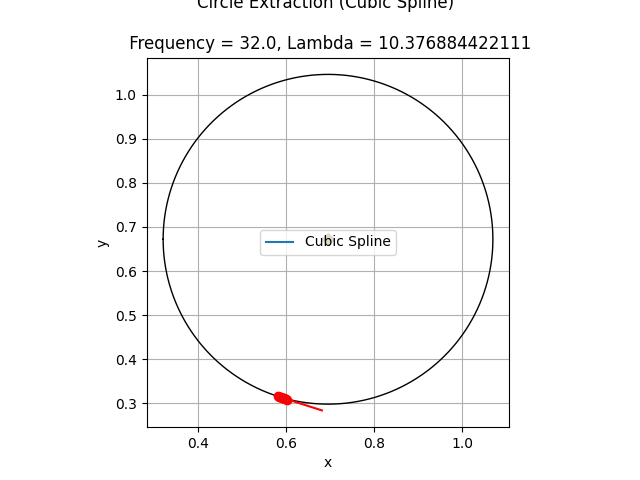 Circle Extraction (Cubic Spline)
Frequency = 32.0, Lambda = 10.376884422111
1.0
0.9
0.8
0.7
0.6
0.5
0.4
0.3
y
Cubic Spline
0.4 0.6 0.8 1.0
x